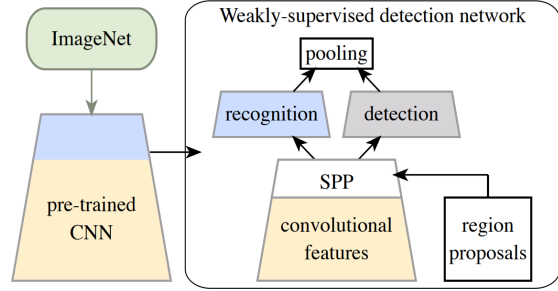 Weakly-supervised detection network
ImageNet
pooling
recognition
detection
SPP
pre-trained
CNN
convolutional
features
region
proposals